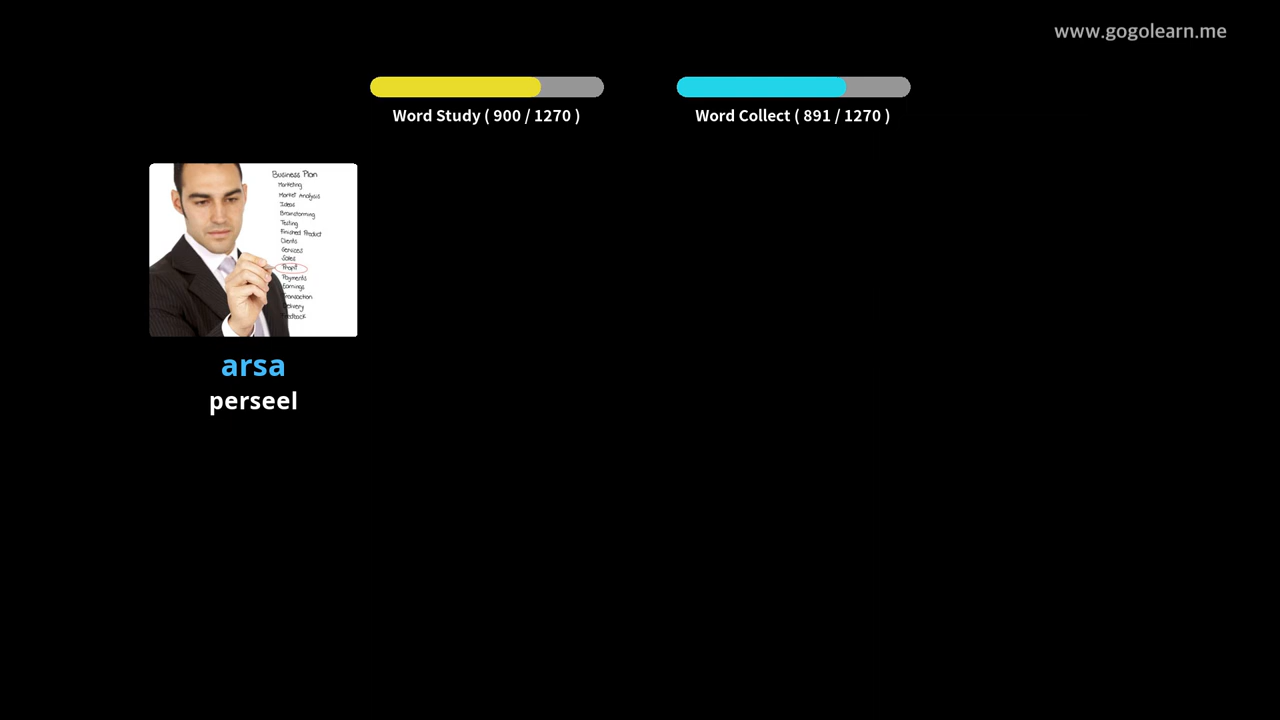 www.gogolearn.me
Word Study ( 900 / 1270 )
Word Collect ( 891 / 1270 )
Business Plan
Marketing
Market Analysis
Ideas
Brainstorming
Testing
Finished Product
Clients
Services
Sales
Profit
Payments
Earnings
Transaction
Delivery
Feedback
arsa
perseel